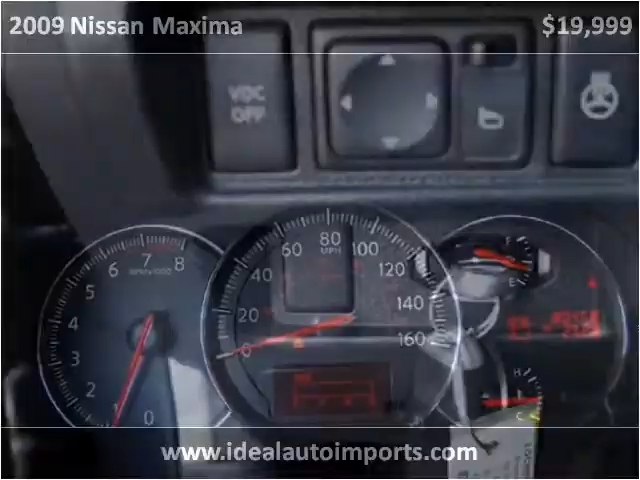 2009 Nissan Maxima $19,999
VDC
OFF
80
60 MPH 100
40 120
20 140
0 160
7
6 8
5
4
3
2
1 0
F
E
H
C
www.idealautoimports.com